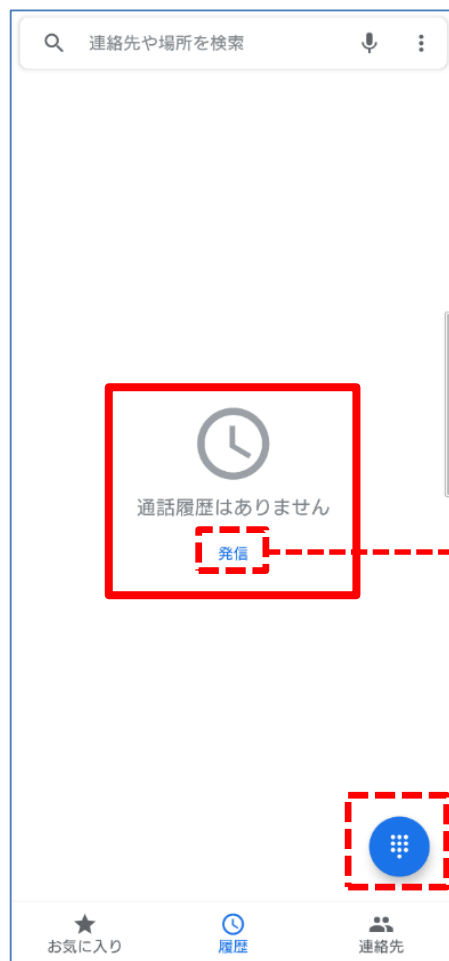 連絡先や場所を検索
通話履歴はありません
発信
お気に入り
履歴
連絡先